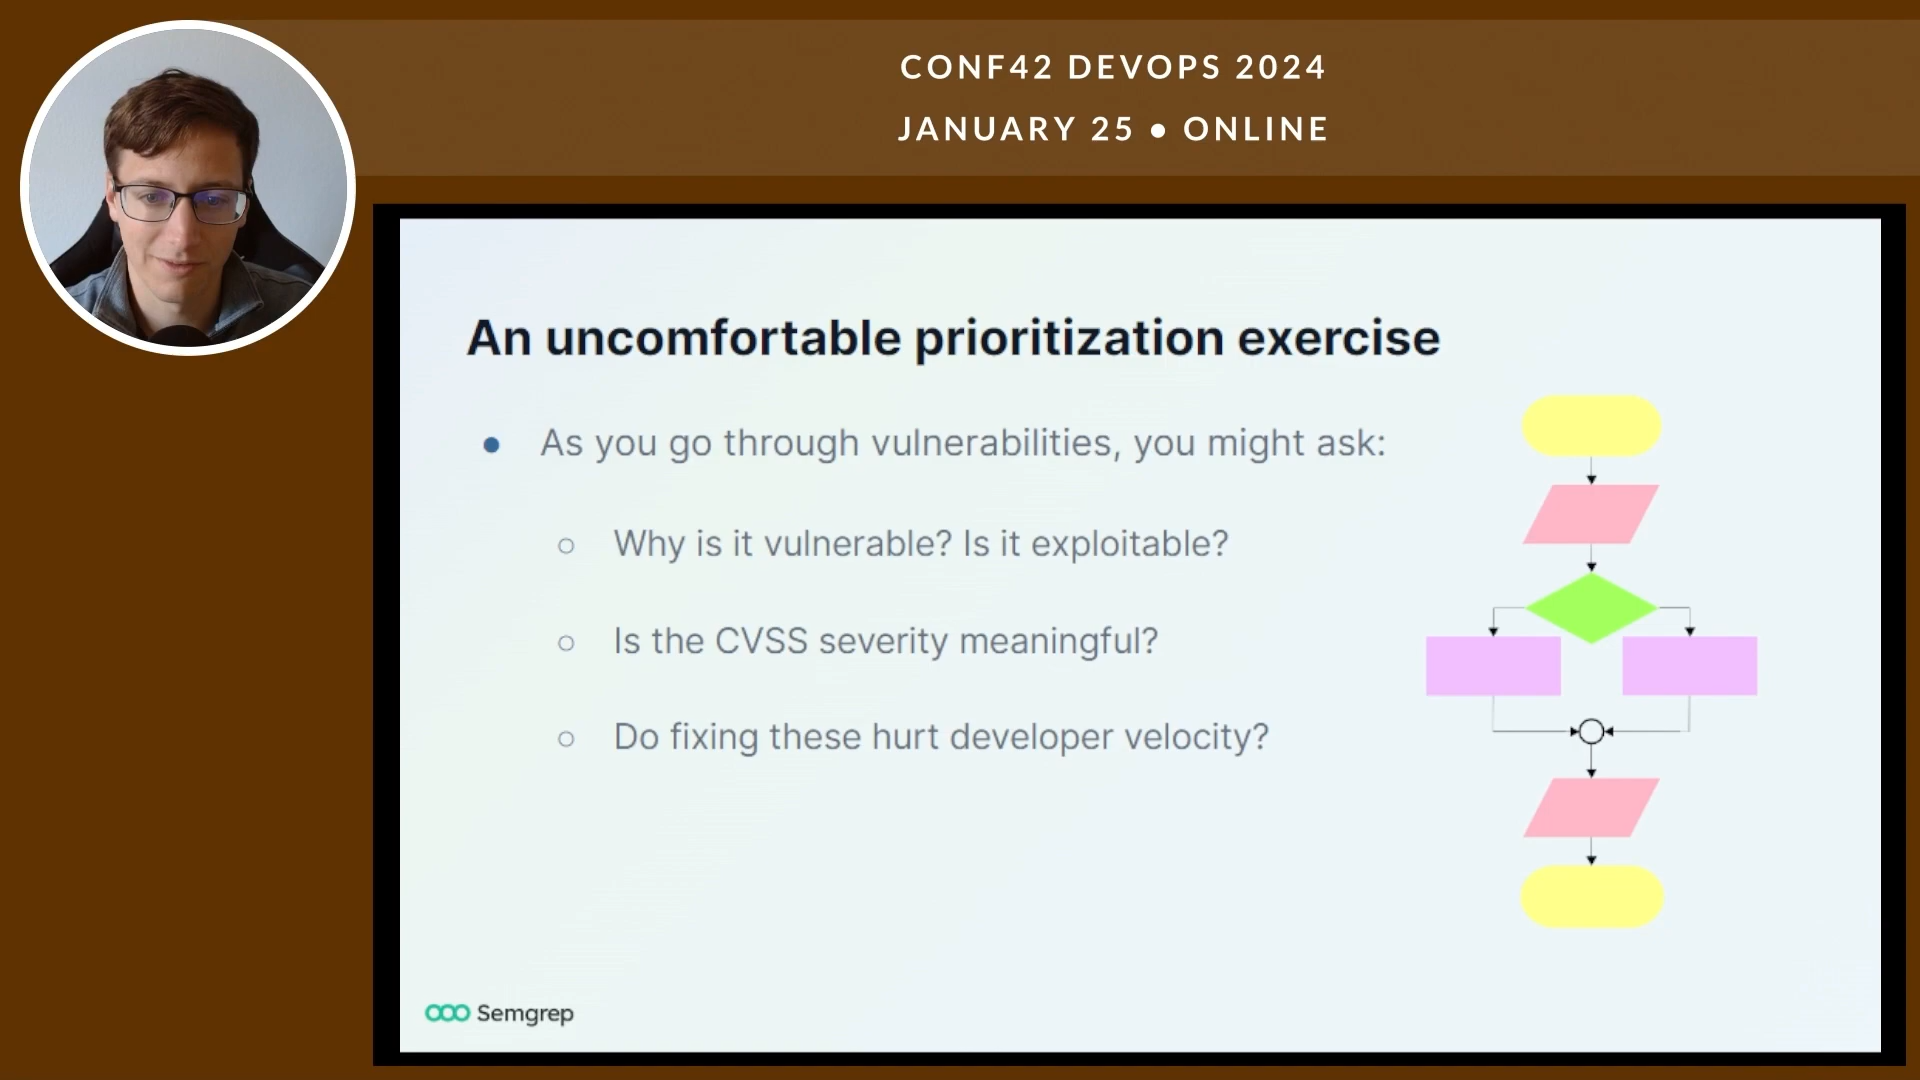 CONF42 DEVOPS 2024
JANUARY 25 • ONLINE
An uncomfortable prioritization exercise
● As you go through vulnerabilities, you might ask:
○ Why is it vulnerable? Is it exploitable?
○ Is the CVSS severity meaningful?
○ Do fixing these hurt developer velocity?
Semgrep